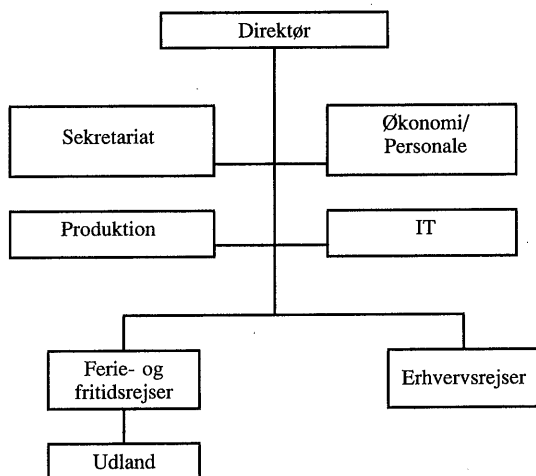 Direktør
Sekretariat
Økonomi/
Personale
Produktion
IT
Ferie- og
fritidsrejser
Erhvervsrejser
Udland